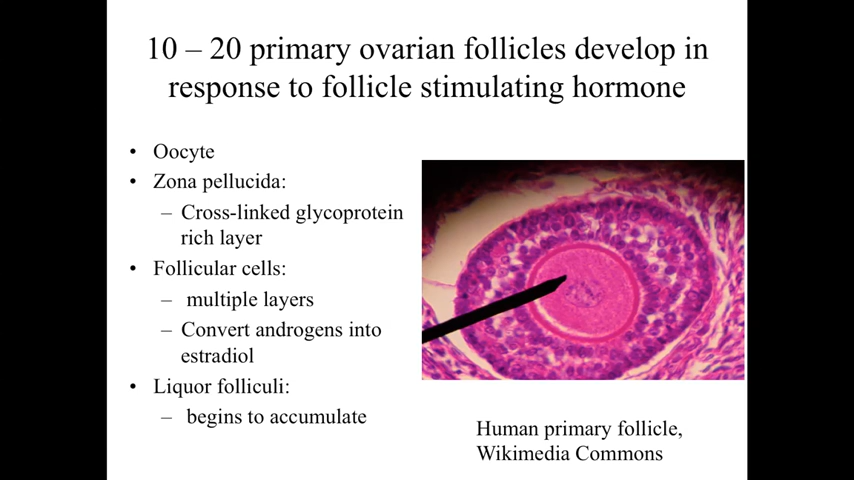 10 – 20 primary ovarian follicles develop in
response to follicle stimulating hormone
• Oocyte
• Zona pellucida:
– Cross-linked glycoprotein
rich layer
• Follicular cells:
– multiple layers
– Convert androgens into
estradiol
• Liquor folliculi:
– begins to accumulate
Human primary follicle,
Wikimedia Commons